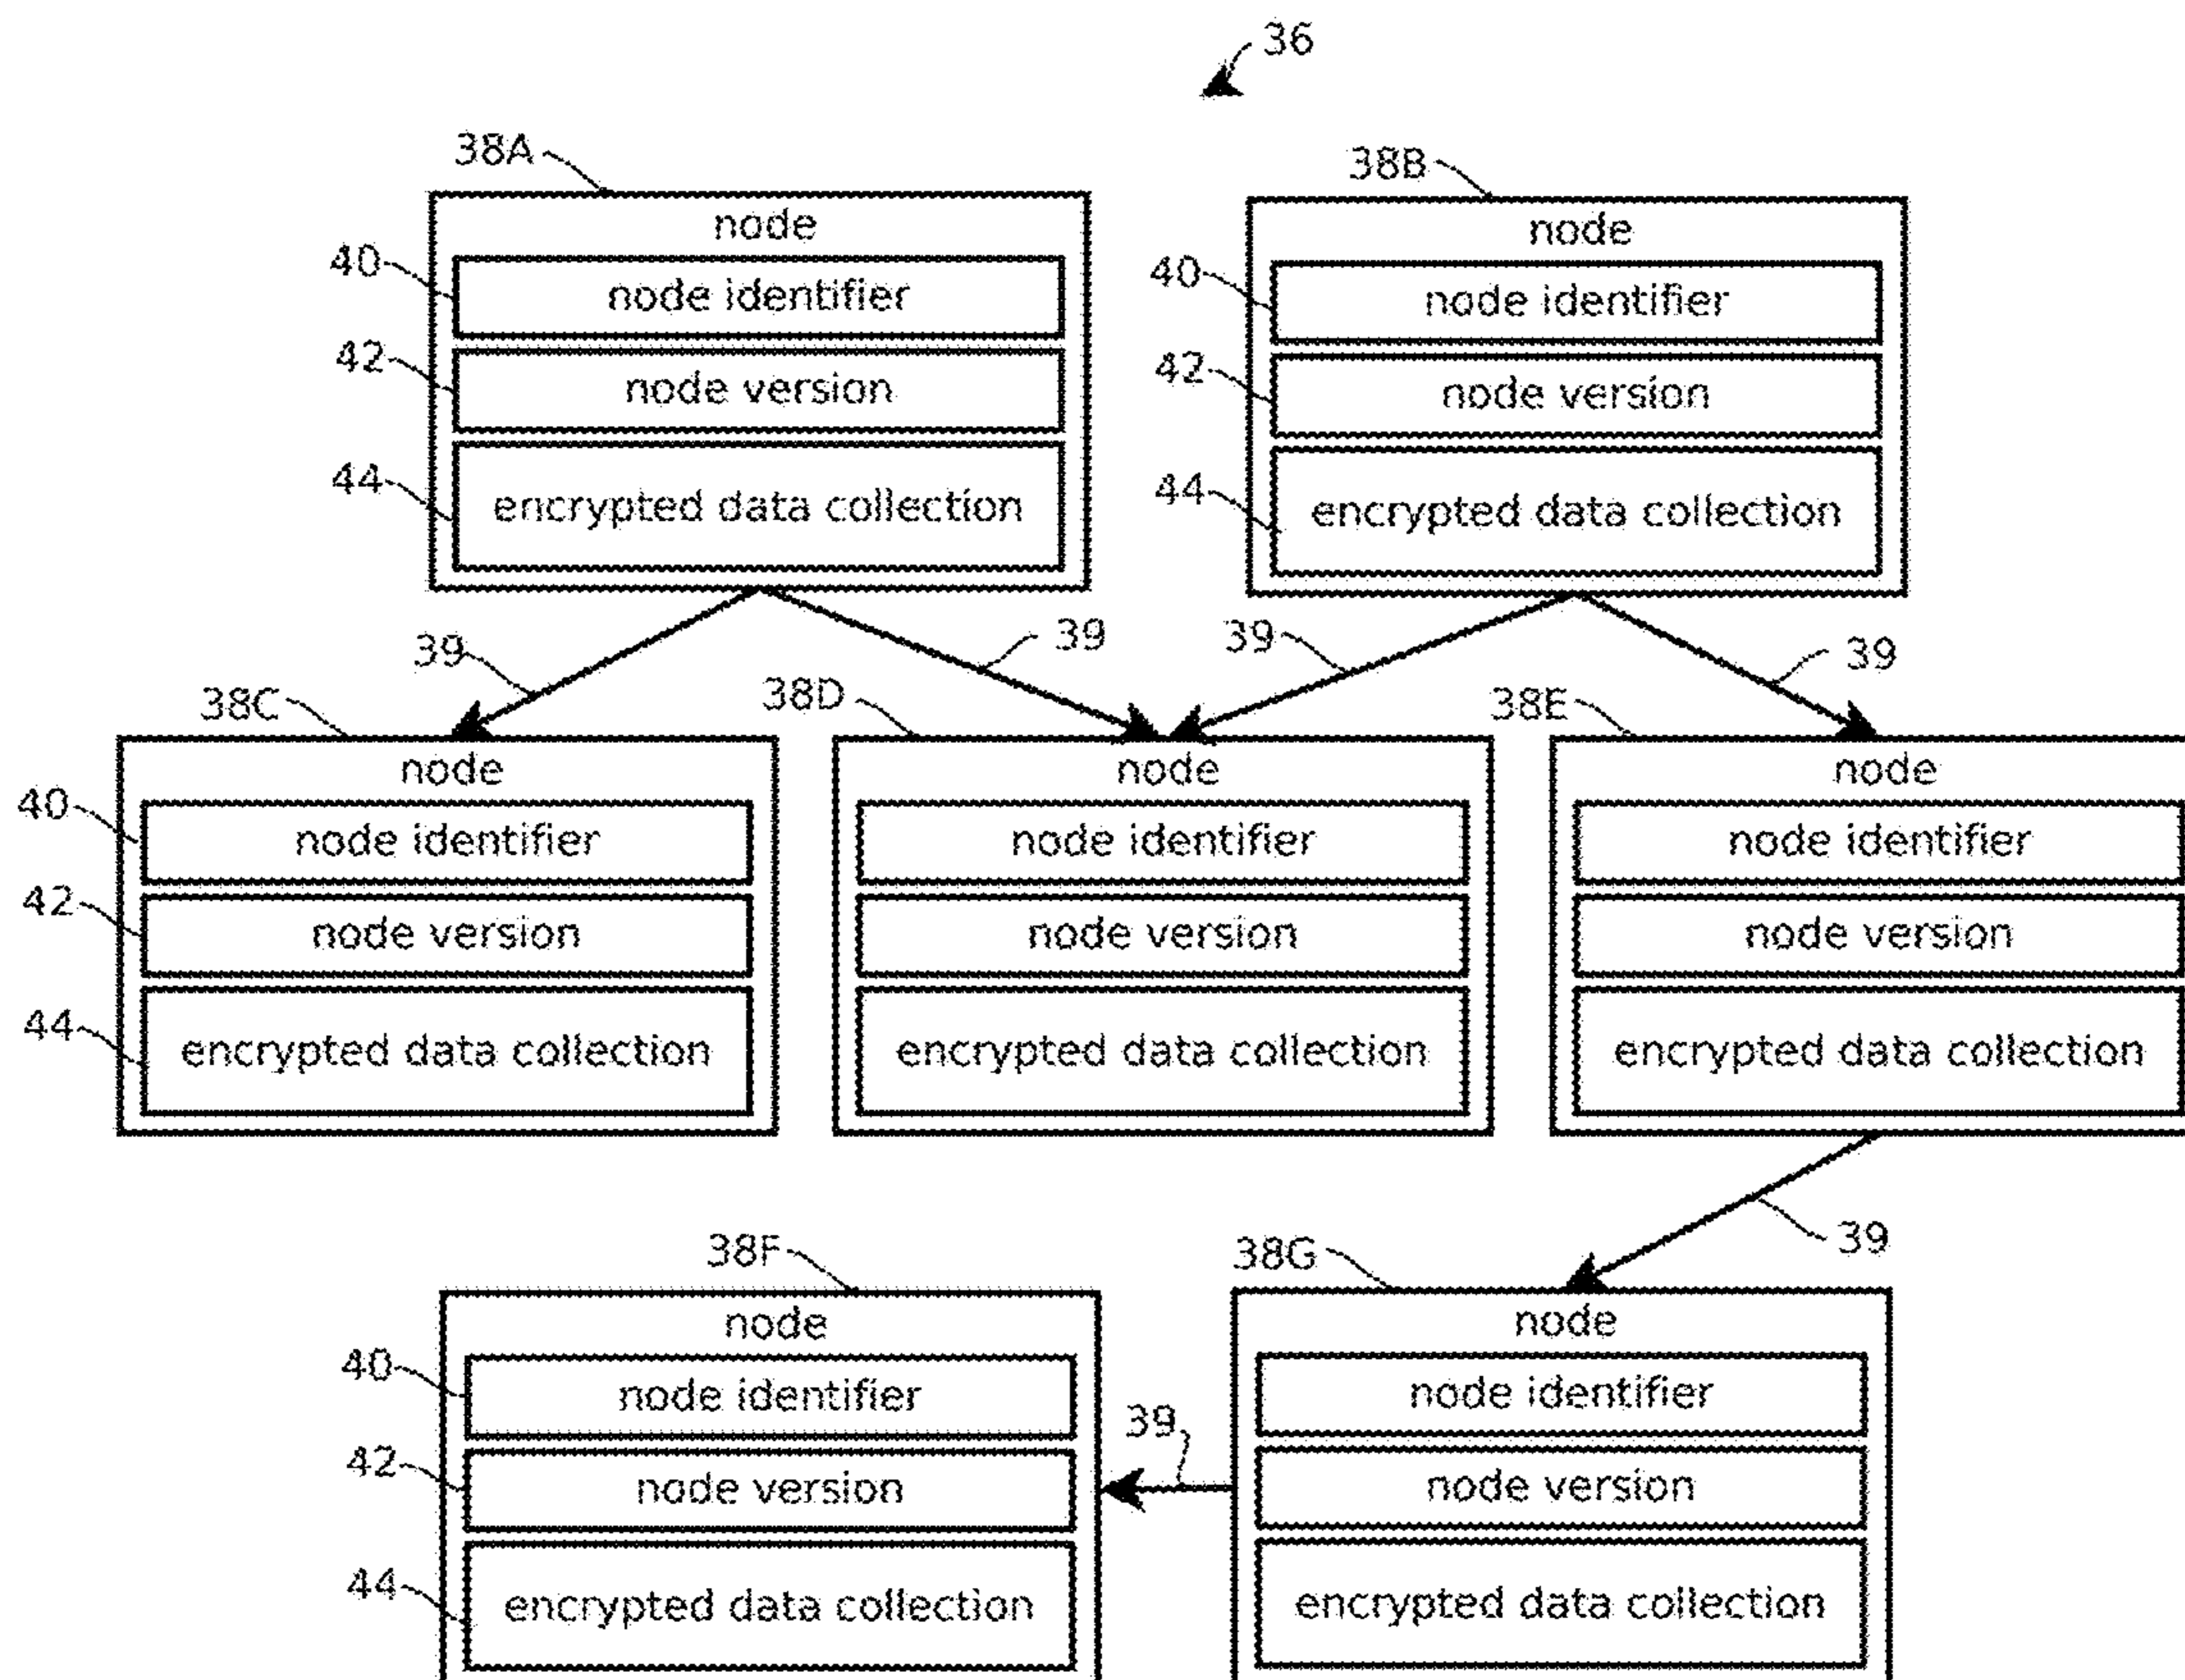 36
38A
38B
node
node
40
node identifier
40
node identifier
42
node version
42
node version
44
encrypted data collection
44
encrypted data collection
39
39
39
39
38C
38D
38E
node
node
node
40
node identifier
node identifier
node identifier
42
node version
node version
node version
44
encrypted data collection
encrypted data collection
encrypted data collection
39
38F
38G
node
node
40
node identifier
node identifier
39
42
node version
node version
44
encrypted data collection
encrypted data collection